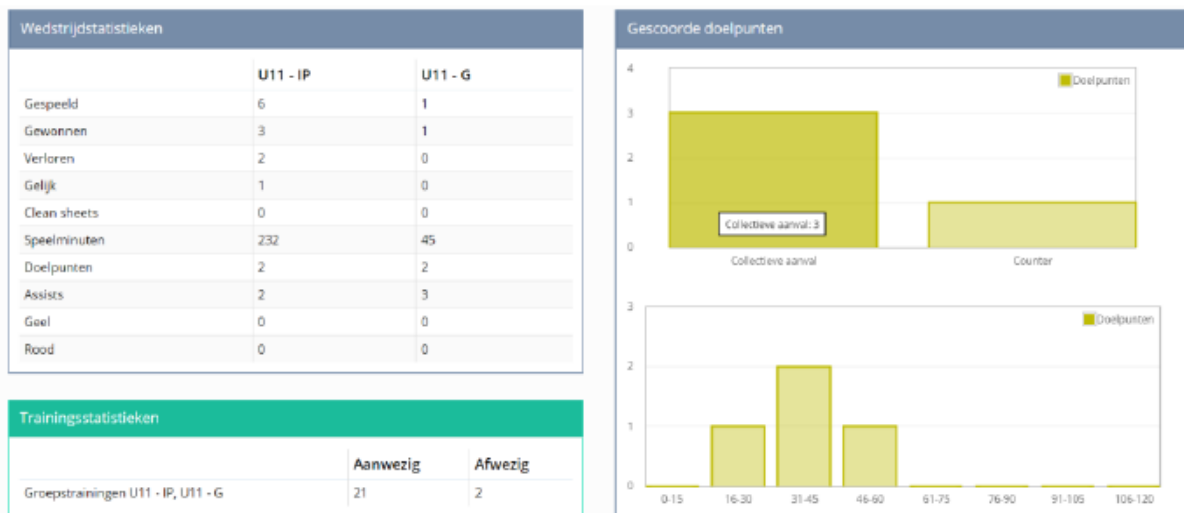 Wedstrijdstatistieken
U11 - IP U11 - G
Gespeeld 6 1
Gewonnen 3 1
Verloren 2 0
Gelijk 1 0
Clean sheets 0 0
Speelminuten 232 45
Doelpunten 2 2
Assists 2 3
Geel 0 0
Rood 0 0
Trainingsstatistieken
Aanwezig Afwezig
Groepstrainingen U11 - IP, U11 - G 21 2
Gescoorde doelpunten
4
Doelpunten
3
2
1
Collectieve aanval: 3
0
Collectieve aanval Counter
3
Doelpunten
2
1
0
0-15 16-30 31-45 46-60 61-75 76-90 91-105 106-120